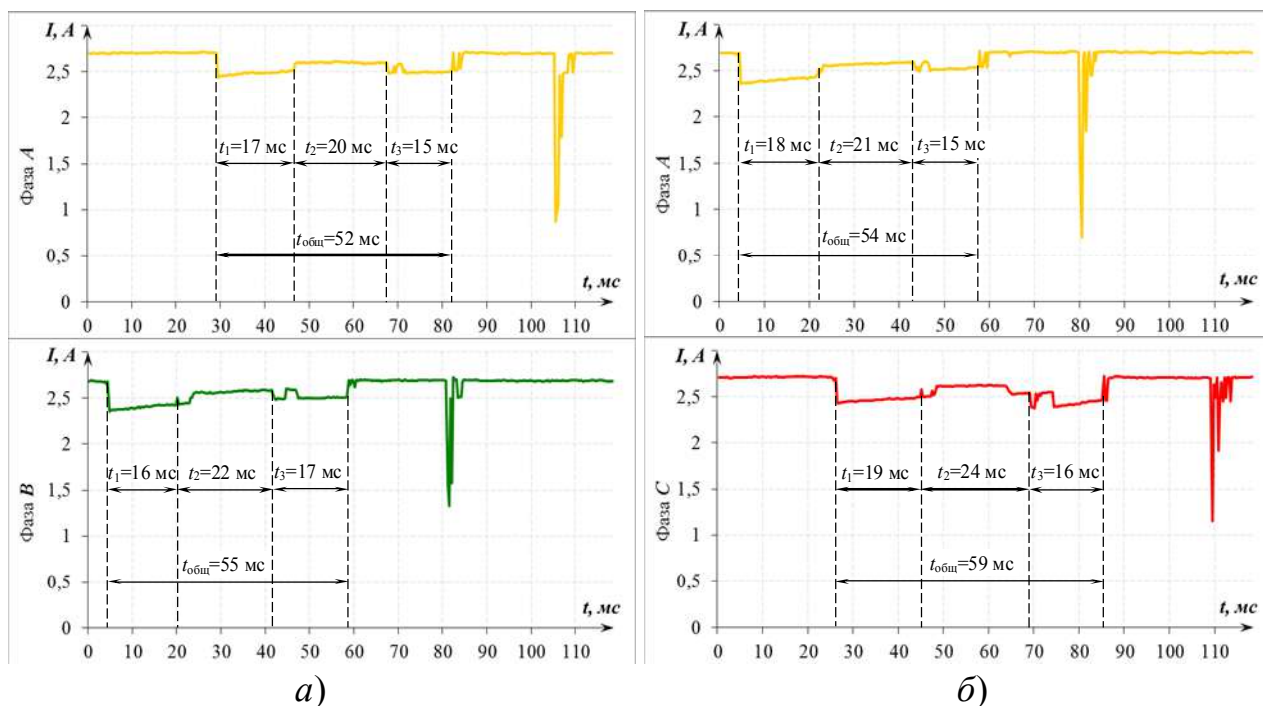 I, А
2,5
2
1,5
1
0,5
0
Фаза А
t₁=17 мс
t₂=20 мс
t₃=15 мс
tобщ=52 мс
t, мс
0 10 20 30 40 50 60 70 80 90 100 110
I, А
2,5
2
1,5
1
0,5
0
Фаза А
t₁=18 мс
t₂=21 мс
t₃=15 мс
tобщ=54 мс
t, мс
0 10 20 30 40 50 60 70 80 90 100 110
I, А
2,5
2
1,5
1
0,5
0
Фаза В
t₁=16 мс
t₂=22 мс
t₃=17 мс
tобщ=55 мс
t, мс
0 10 20 30 40 50 60 70 80 90 100 110
I, А
2,5
2
1,5
1
0,5
0
Фаза С
t₁=19 мс
t₂=24 мс
t₃=16 мс
tобщ=59 мс
t, мс
0 10 20 30 40 50 60 70 80 90 100 110
а)
б)